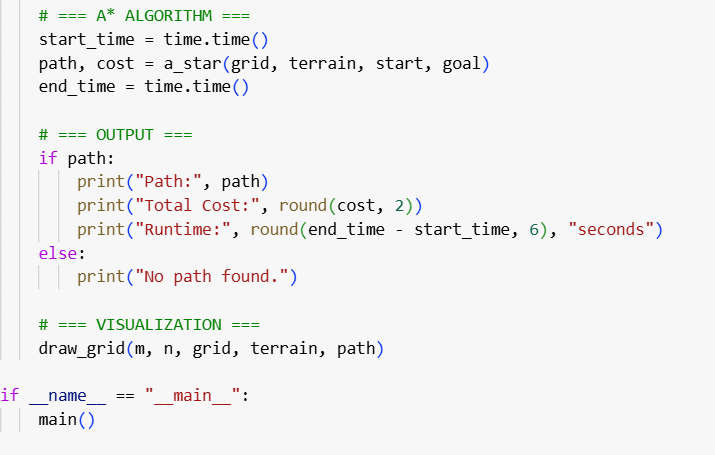 # === A* ALGORITHM ===
start_time = time.time()
path, cost = a_star(grid, terrain, start, goal)
end_time = time.time()
# === OUTPUT ===
if path:
print("Path:", path)
print("Total Cost:", round(cost, 2))
print("Runtime:", round(end_time - start_time, 6), "seconds")
else:
print("No path found.")
# === VISUALIZATION ===
draw_grid(m, n, grid, terrain, path)
if __name__ == "__main__":
main()